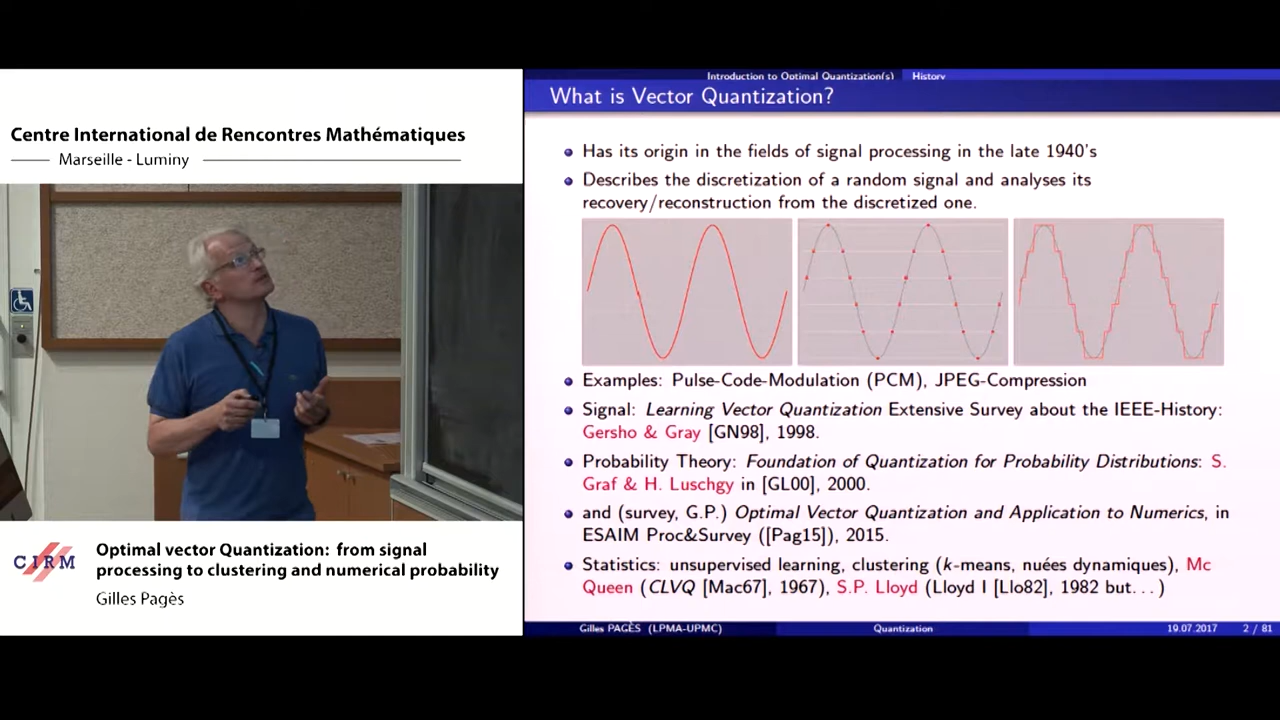 Centre International de Rencontres Mathématiques
Marseille - Luminy
CIRM
Optimal vector Quantization: from signal
processing to clustering and numerical probability
Gilles Pagès
Introduction to Optimal Quantization(s) History
What is Vector Quantization?
Has its origin in the fields of signal processing in the late 1940's
Describes the discretization of a random signal and analyses its
recovery/reconstruction from the discretized one.
Examples: Pulse-Code-Modulation (PCM), JPEG-Compression
Signal: Learning Vector Quantization Extensive Survey about the IEEE-History:
Gersho & Gray [GN98], 1998.
Probability Theory: Foundation of Quantization for Probability Distributions: S.
Graf & H. Luschgy in [GL00], 2000.
and (survey, G.P.) Optimal Vector Quantization and Application to Numerics, in
ESAIM Proc&Survey ([Pag15]), 2015.
Statistics: unsupervised learning, clustering (k-means, nuées dynamiques), Mc
Queen (CLVQ [Mac67], 1967), S.P. Lloyd (Lloyd I [Llo82], 1982 but...)
Gilles PAGÈS (LPMA-UPMC) Quantization 19.07.2017 2 / 81